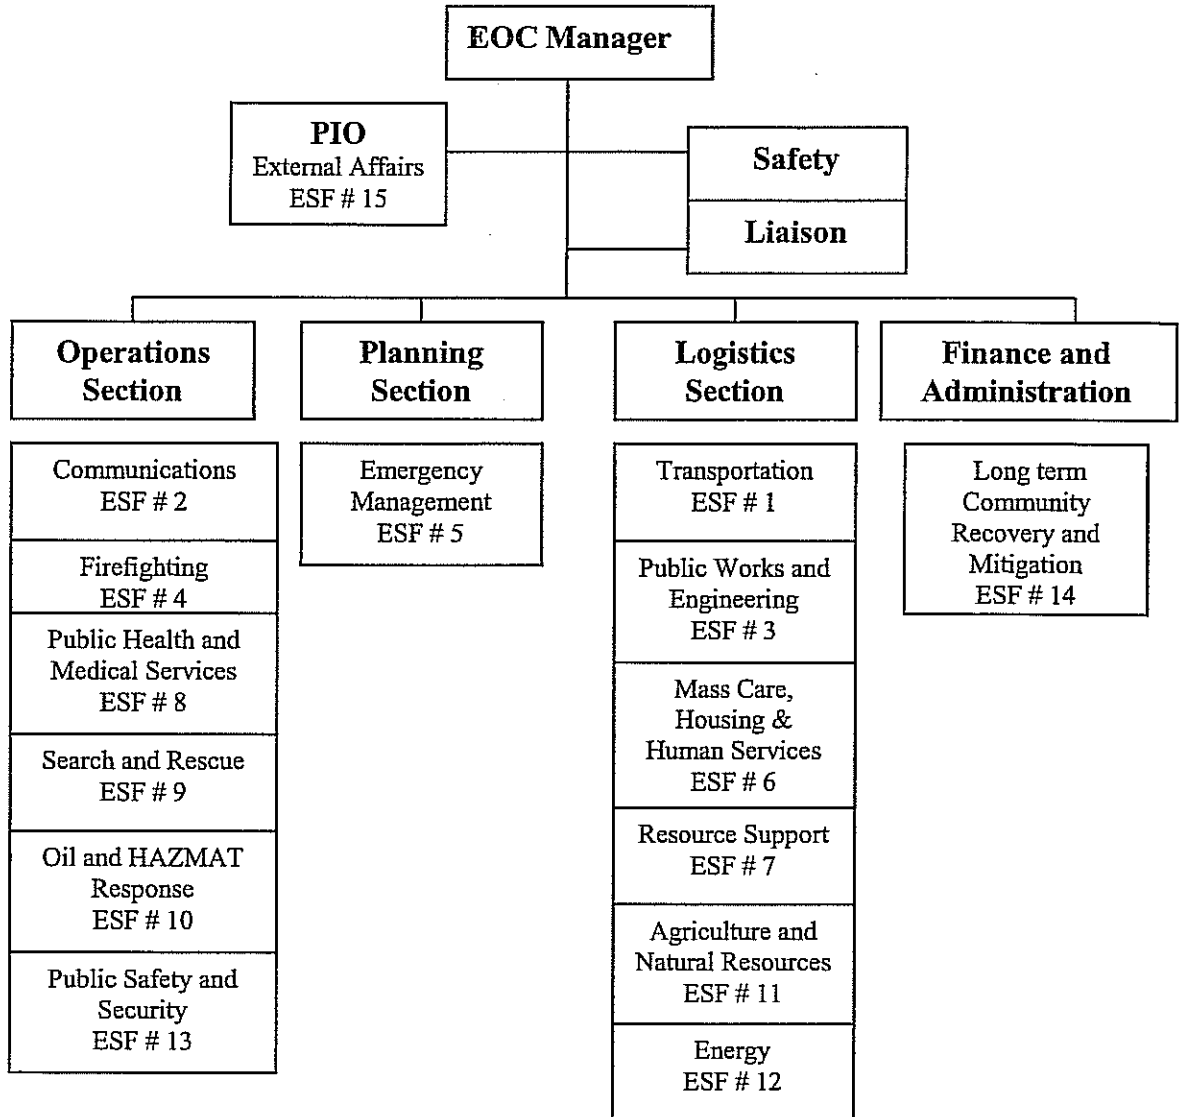 EOC Manager
PIO
External Affairs
ESF # 15
Safety
Liaison
Operations
Section
Planning
Section
Logistics
Section
Finance and
Administration
Communications
ESF # 2
Firefighting
ESF # 4
Public Health and
Medical Services
ESF # 8
Search and Rescue
ESF # 9
Oil and HAZMAT
Response
ESF # 10
Public Safety and
Security
ESF # 13
Emergency
Management
ESF # 5
Transportation
ESF # 1
Public Works and
Engineering
ESF # 3
Mass Care,
Housing &
Human Services
ESF # 6
Resource Support
ESF # 7
Agriculture and
Natural Resources
ESF # 11
Energy
ESF # 12
Long term
Community
Recovery and
Mitigation
ESF # 14